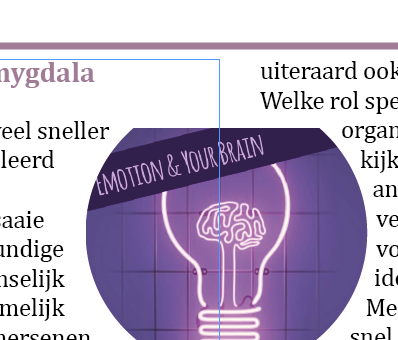 mygdala
veel sneller
leerd
saaie
undige
nselijk
melijk
hersenen
EMOTION & YOUR BRAIN
uiteraard ook
Welke rol spe
organ
kijk
an
ve
vo
ide
Me
snel